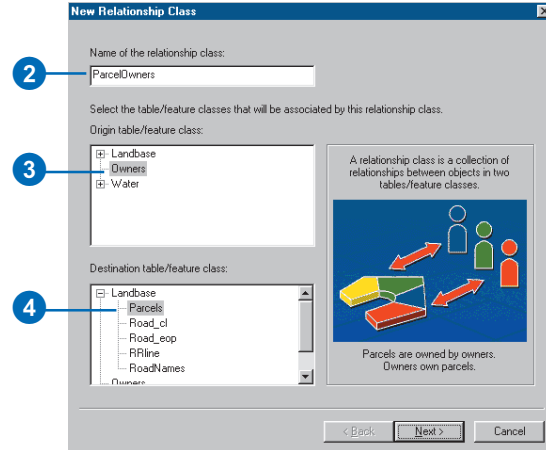 New Relationship Class
Name of the relationship class:
2
ParcelOwners
Select the table/feature classes that will be associated by this relationship class.
Origin table/feature class:
Landbase
3
Owners
Water
A relationship class is a collection of
relationships between objects in two
tables/feature classes.
Destination table/feature class:
Landbase
4
Parcels
Road_cl
Road_eop
RRline
RoadNames
Owners
Parcels are owned by owners.
Owners own parcels.
< Back
Next >
Cancel